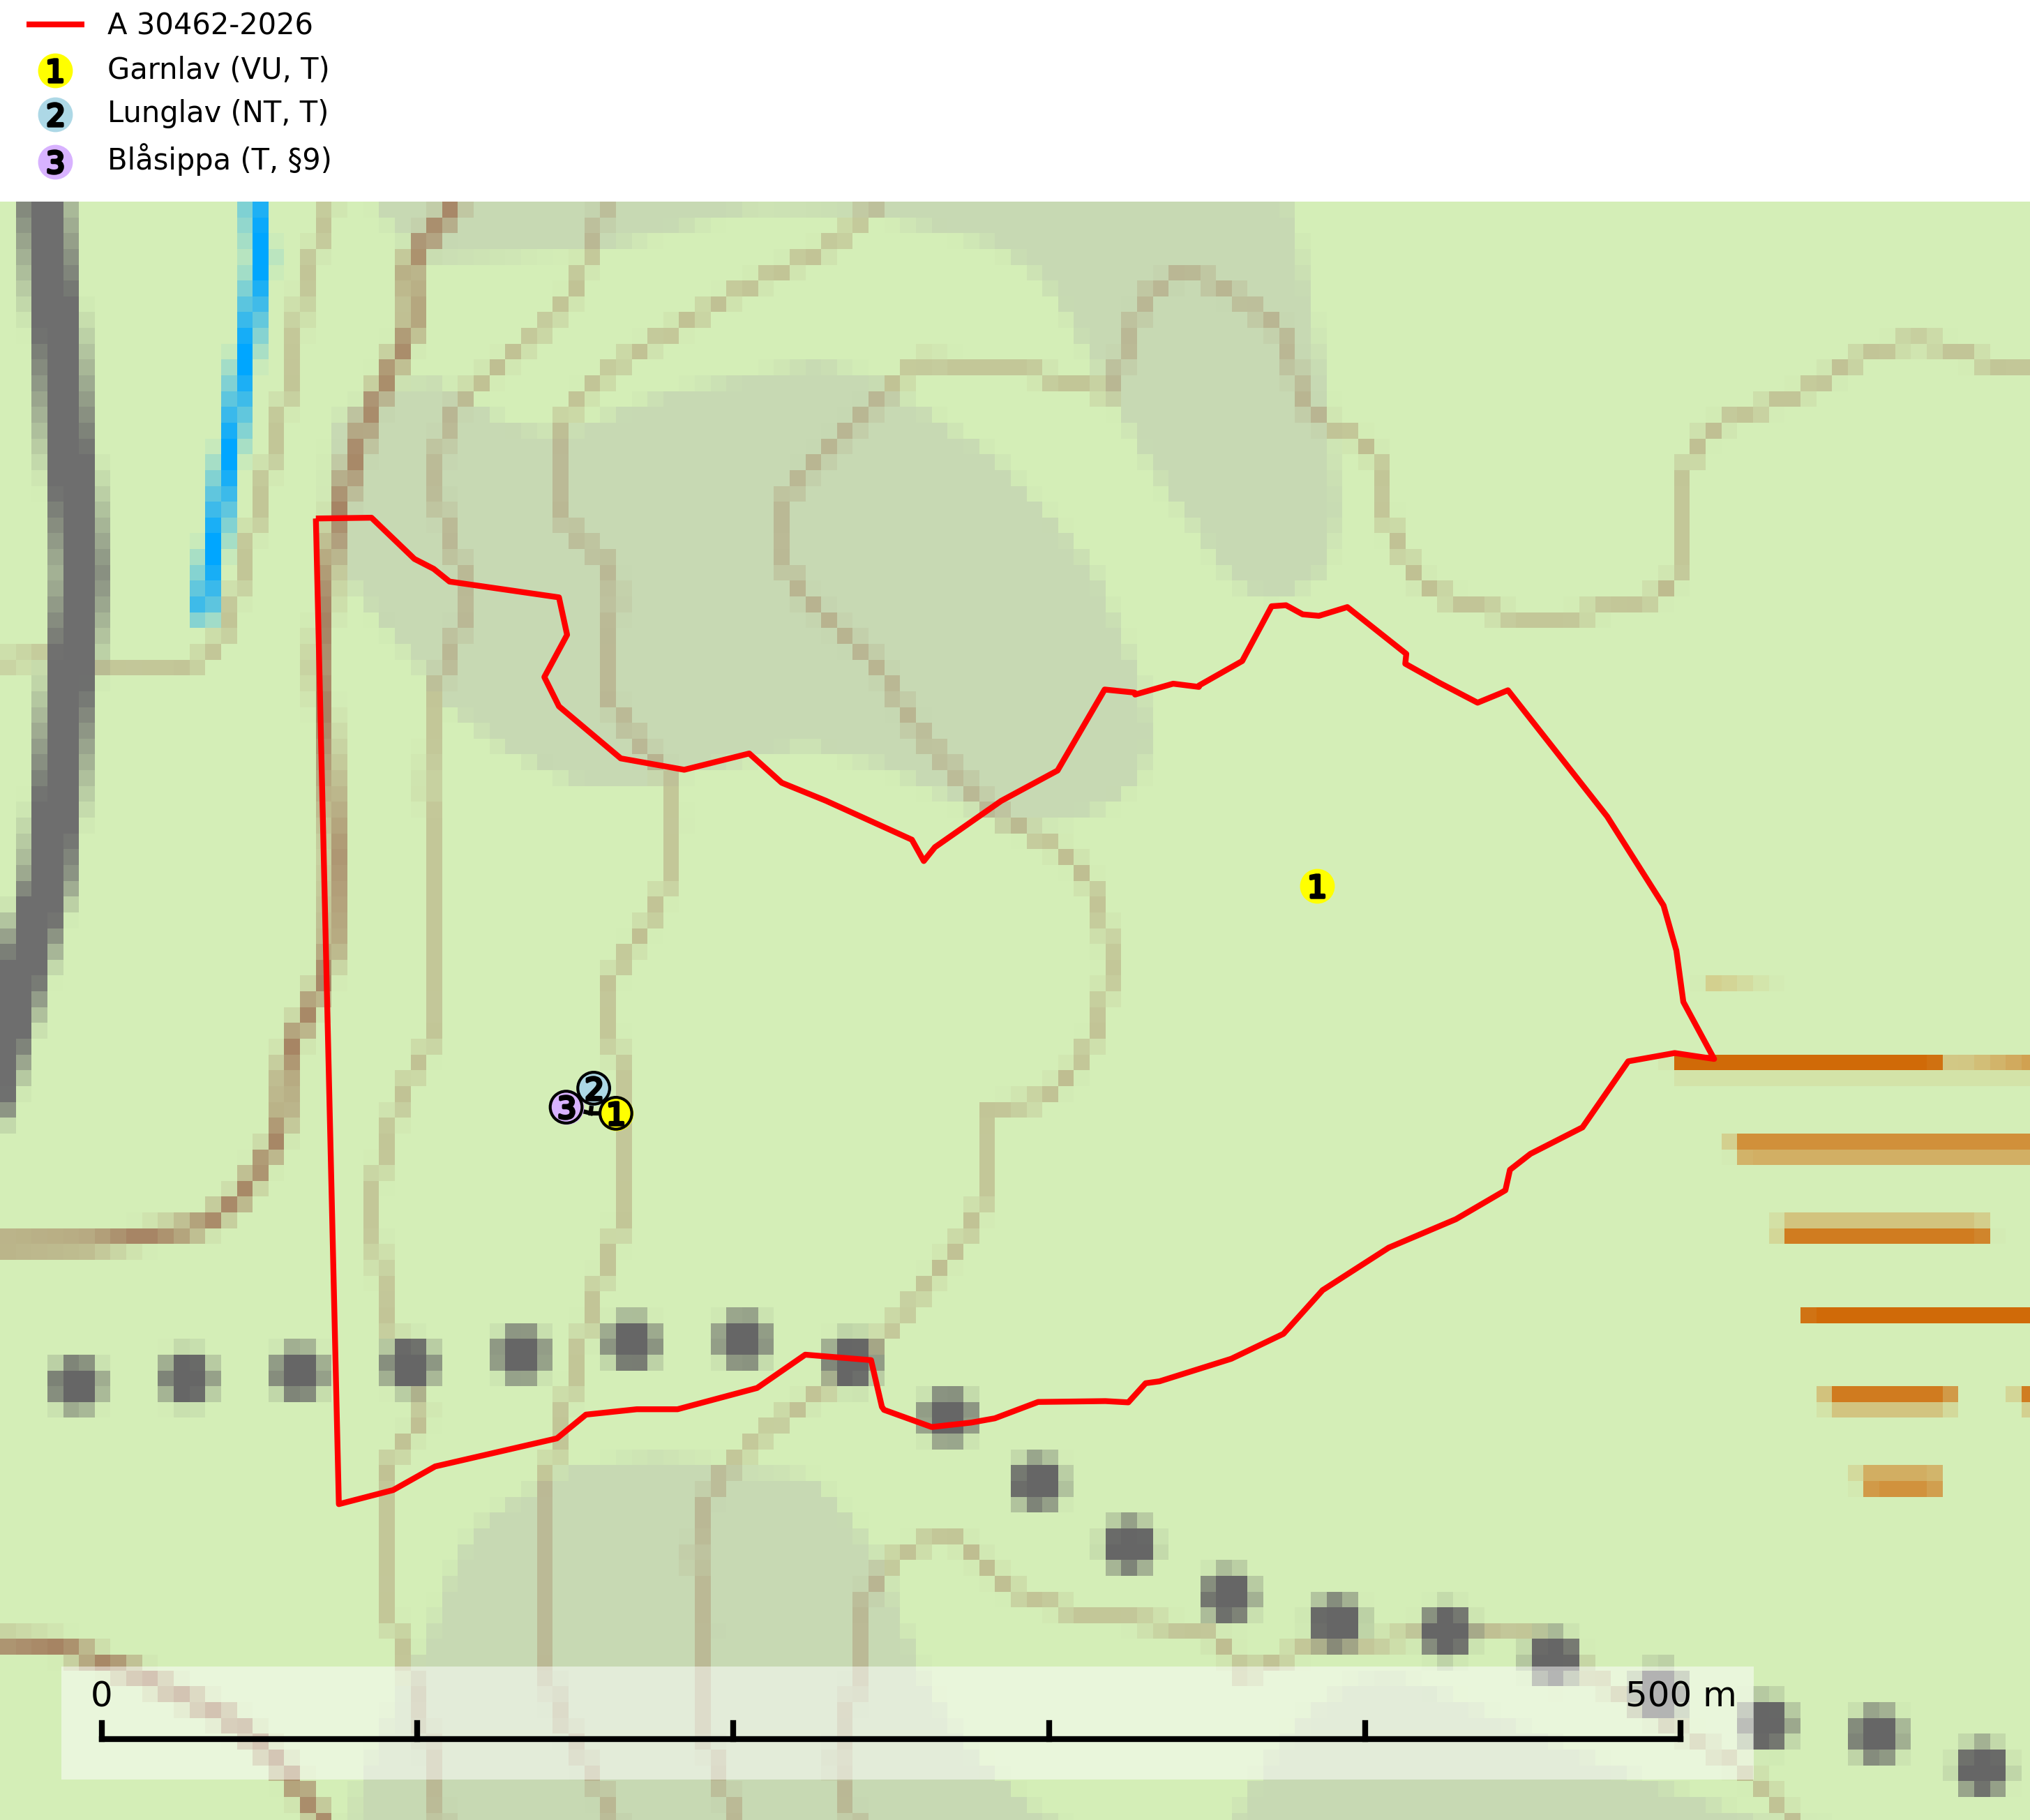 A 30462-2026
1 Garnlav (VU, T)
2 Lunglav (NT, T)
3 Blåsippa (T, §9)
1
2
3 1
0 500 m